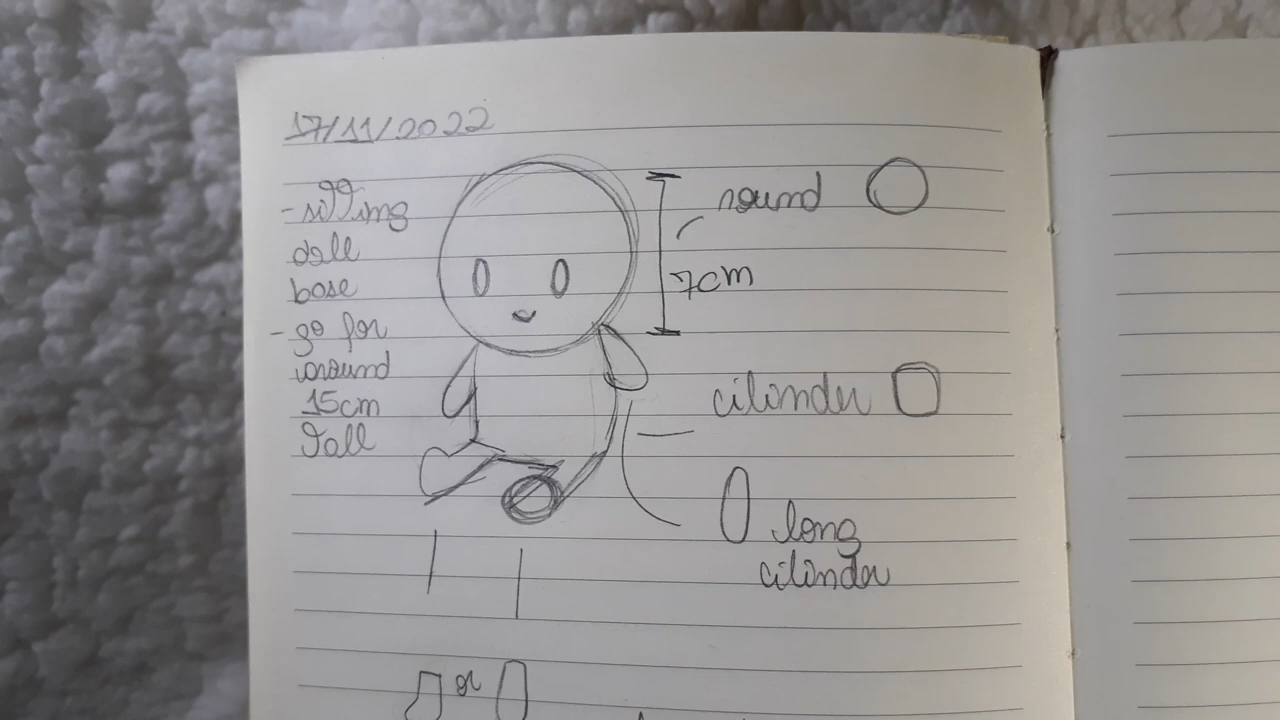 17/11/2022
- sitting
doll
base
- go for
around
15cm
tall
round
7cm
cilinder
long
cilinder
or